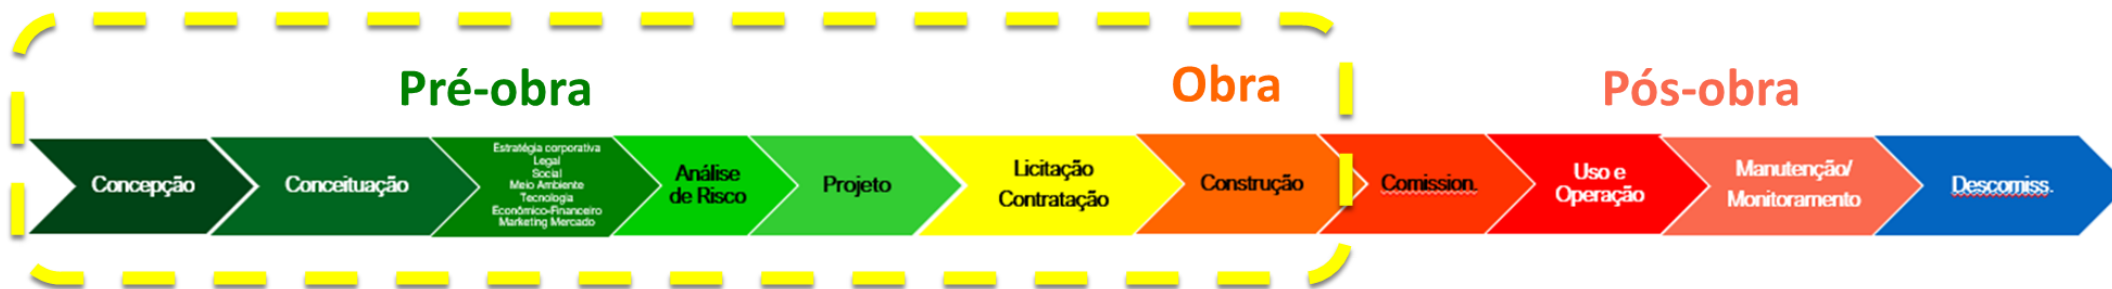 Pré-obra
Obra
Pós-obra
Concepção
Conceituação
Estratégia corporativa
Legal
Social
Meio Ambiente
Tecnologia
Econômico-Financeiro
Marketing Mercado
Análise
de Risco
Projeto
Licitação
Contratação
Construção
Comission.
Uso e
Operação
Manutenção/
Monitoramento
Descomiss.